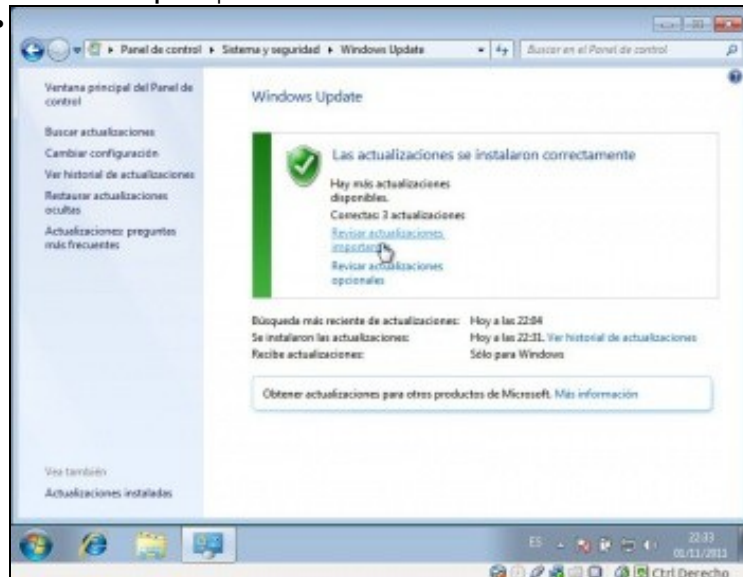 Panel de control ▸ Sistema y seguridad ▸ Windows Update
Buscar en el Panel de control
Ventana principal del Panel de
control
Buscar actualizaciones
Cambiar configuración
Ver historial de actualizaciones
Restaurar actualizaciones
ocultas
Actualizaciones: preguntas
más frecuentes
Vea también
Actualizaciones instaladas
Windows Update
Las actualizaciones se instalaron correctamente
Hay más actualizaciones
disponibles.
Correctas: 3 actualizaciones
Revisar actualizaciones
importantes
Revisar actualizaciones
opcionales
Búsqueda más reciente de actualizaciones: Hoy a las 22:04
Se instalaron las actualizaciones: Hoy a las 22:31. Ver historial de actualizaciones
Recibe actualizaciones: Sólo para Windows
Obtener actualizaciones para otros productos de Microsoft. Más información
ES
22:33
01/11/2011
Ctrl Derecho